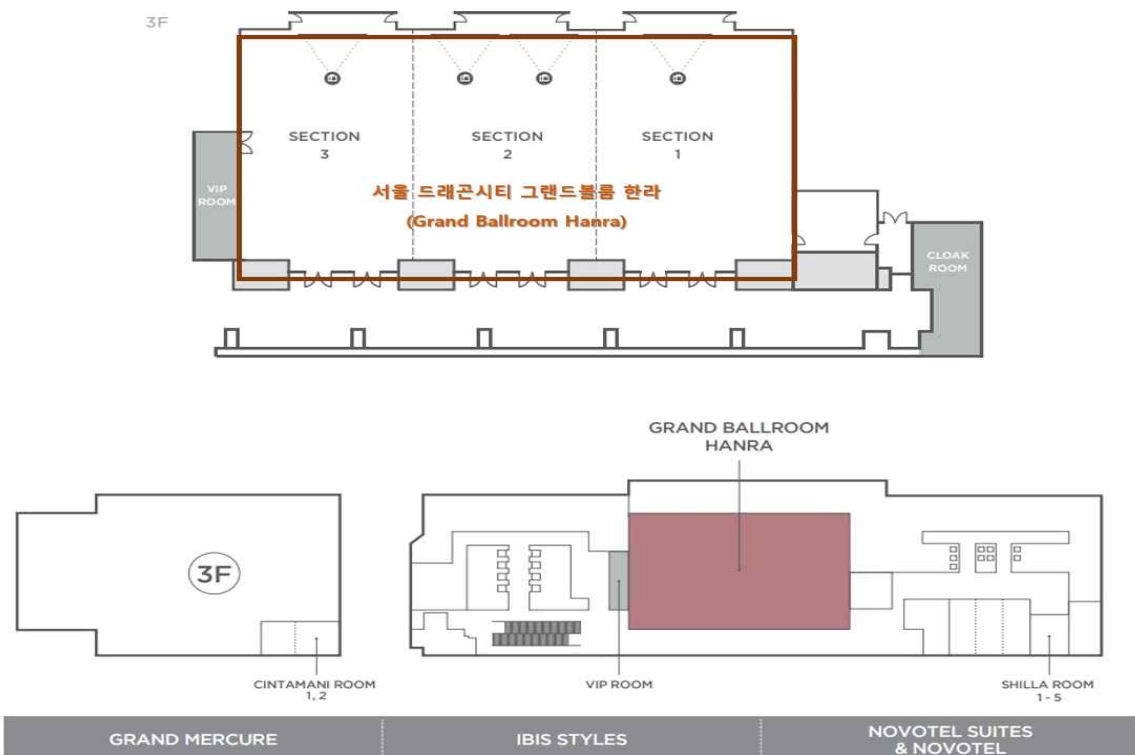 3F
SECTION
3
SECTION
2
SECTION
1
VIP
ROOM
서울 드래곤시티 그랜드볼룸 한라
(Grand Ballroom Hanra)
CLOAK
ROOM
GRAND BALLROOM
HANRA
3F
CINTAMANI ROOM
1, 2
VIP ROOM
SHILLA ROOM
1 - 5
GRAND MERCURE
IBIS STYLES
NOVOTEL SUITES
& NOVOTEL